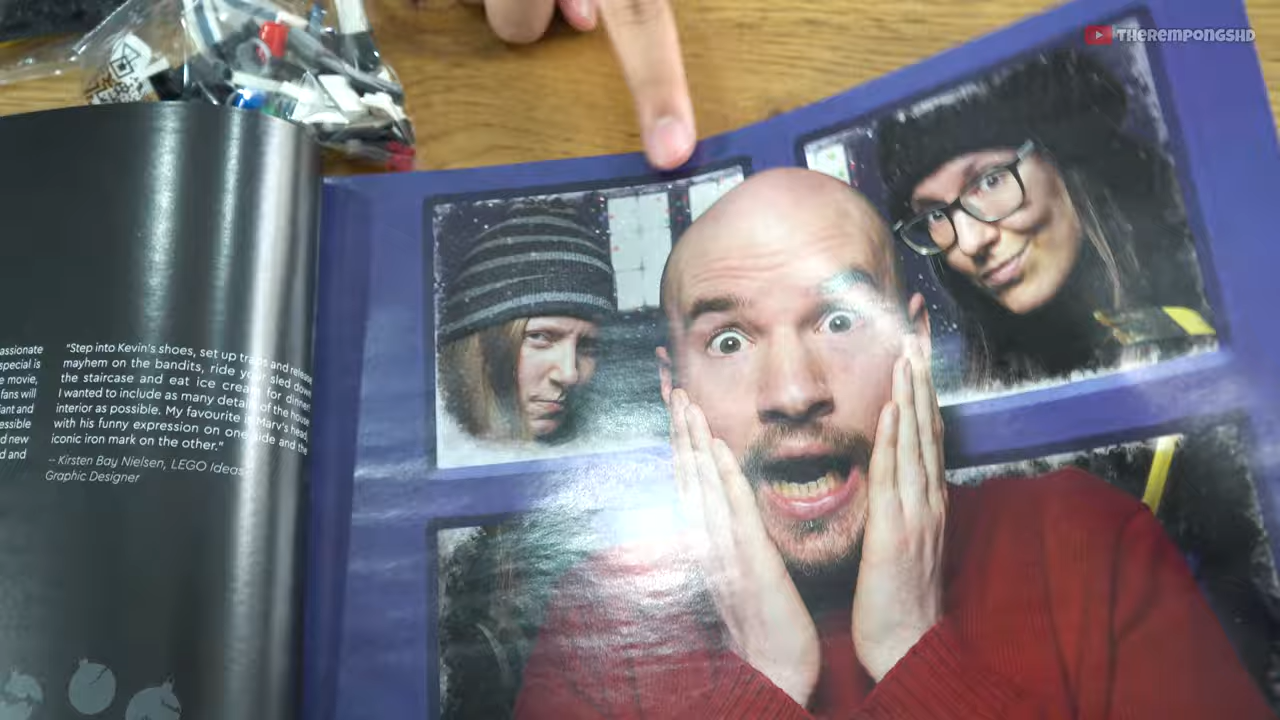 THEREMPONGSHD
assionate
special is
e movie,
fans will
iant and
essible
d new
d and
"Step into Kevin's shoes, set up traps and release
mayhem on the bandits, ride your sled down
the staircase and eat ice cream for dinner!
I wanted to include as many details of the house
interior as possible. My favourite is Marv's head,
with his funny expression on one side and the
iconic iron mark on the other."
– Kirsten Bay Nielsen, LEGO Ideas
Graphic Designer